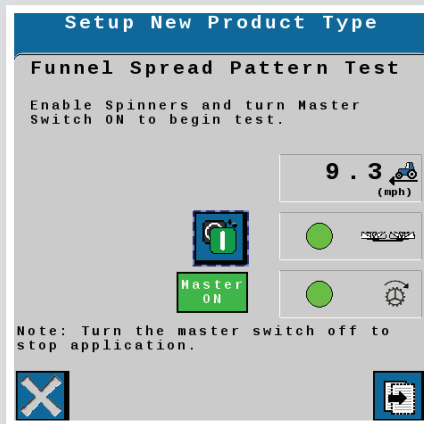 Setup New Product Type
Funnel Spread Pattern Test
Enable Spinners and turn Master
Switch ON to begin test.
9.3
(mph)
Master
ON
Note: Turn the master switch off to
stop application.